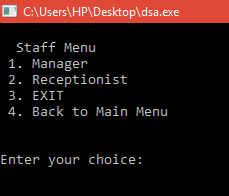 C:\Users\HP\Desktop\dsa.exe
Staff Menu
1. Manager
2. Receptionist
3. EXIT
4. Back to Main Menu
Enter your choice: